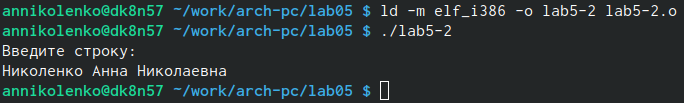 annikolenko@dk8n57 ~/work/arch-pc/lab05 $ ld -m elf_i386 -o lab5-2 lab5-2.o
annikolenko@dk8n57 ~/work/arch-pc/lab05 $ ./lab5-2
Введите строку:
Николенко Анна Николаевна
annikolenko@dk8n57 ~/work/arch-pc/lab05 $